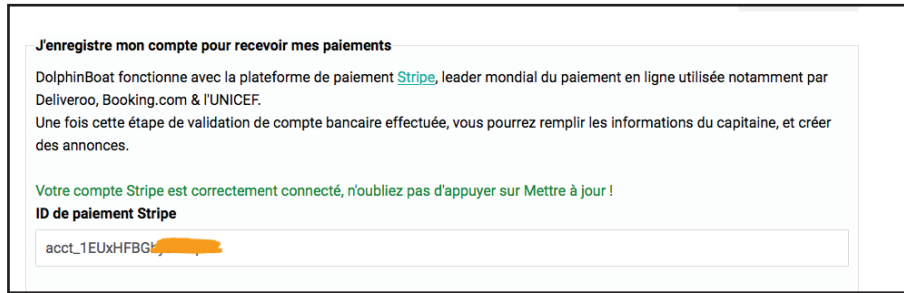 J'enregistre mon compte pour recevoir mes paiements
DolphinBoat fonctionne avec la plateforme de paiement Stripe, leader mondial du paiement en ligne utilisée notamment par
Deliveroo, Booking.com & l'UNICEF.
Une fois cette étape de validation de compte bancaire effectuée, vous pourrez remplir les informations du capitaine, et créer
des annonces.
Votre compte Stripe est correctement connecté, n'oubliez pas d'appuyer sur Mettre à jour !
ID de paiement Stripe
acct_1EUxHFBG